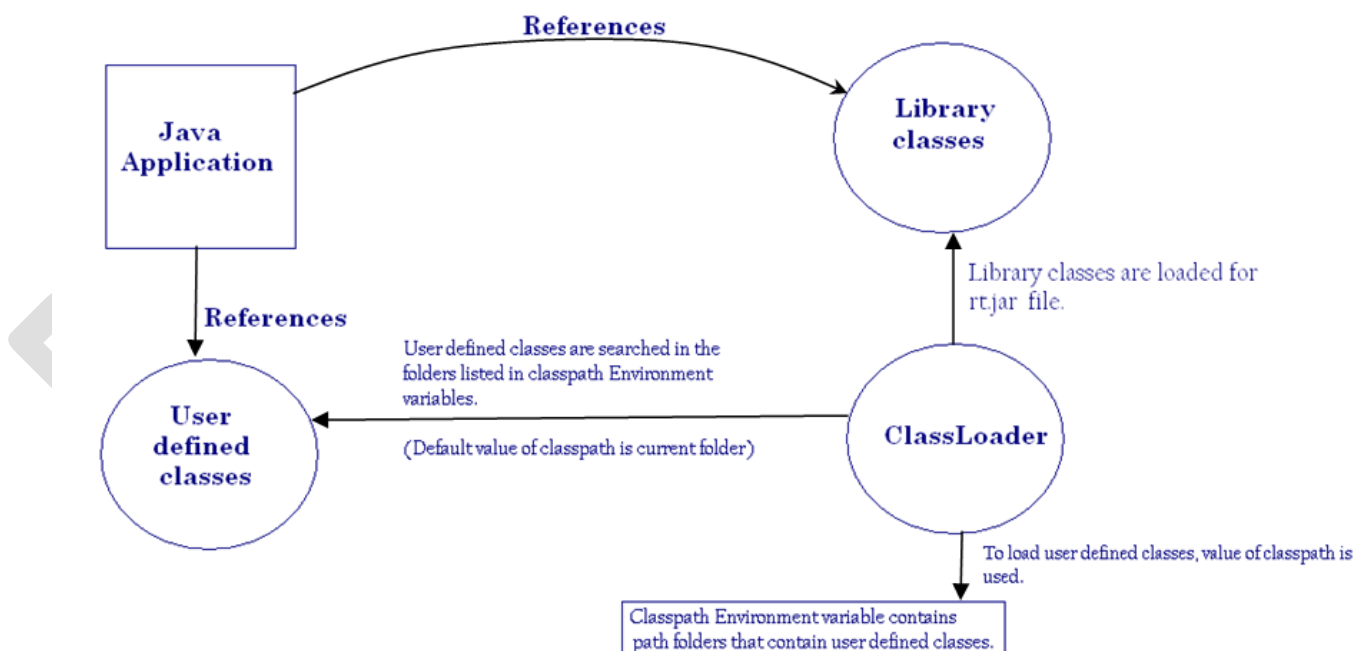 References
Java
Application
Library
classes
Library classes are loaded for
rt.jar file.
References
User defined classes are searched in the
folders listed in classpath Environment
variables.
(Default value of classpath is current folder)
User
defined
classes
ClassLoader
To load user defined classes, value of classpath is
used.
Classpath Environment variable contains
path folders that contain user defined classes.